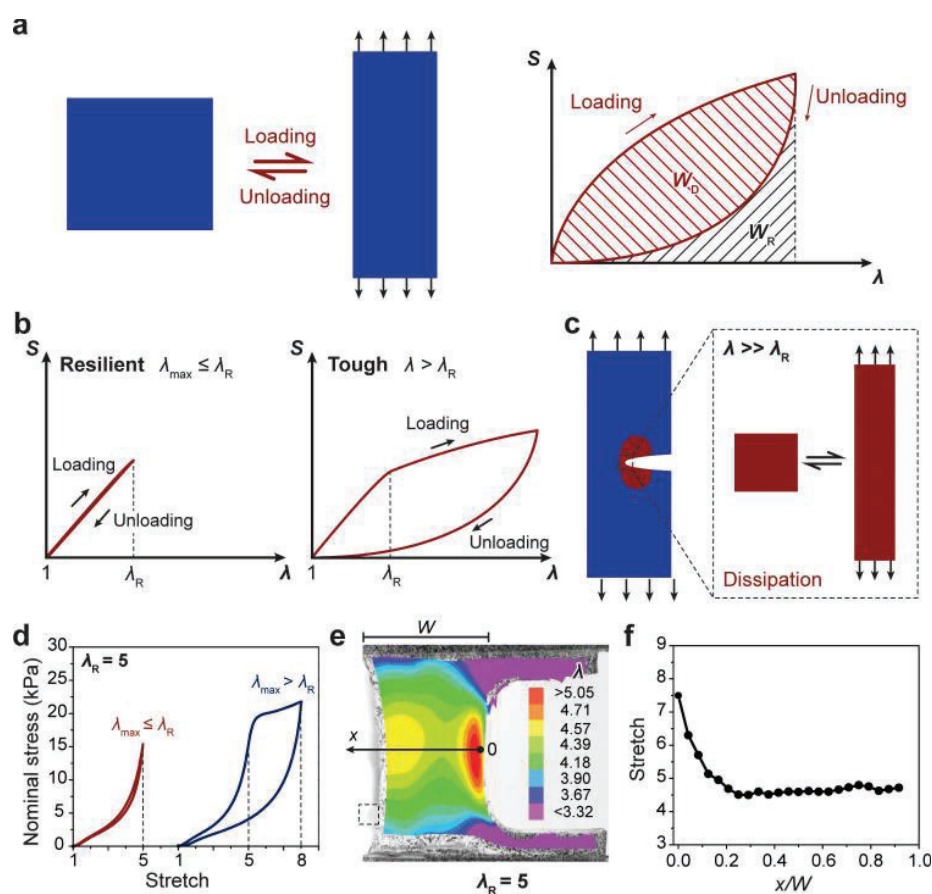 a
Loading
Unloading
S
Loading
Unloading
W_D
W_R
λ
b
S
Resilient λ_max ≤ λ_R
Loading
Unloading
1
λ_R
λ
S
Tough λ > λ_R
Loading
Unloading
1
λ_R
λ
c
λ >> λ_R
Dissipation
d
Nominal stress (kPa)
30
25
20
15
10
5
0
λ_R = 5
λ_max ≤ λ_R
λ_max > λ_R
1
5
1
5
8
Stretch
e
W
λ
>5.05
4.71
4.57
4.39
4.18
3.90
3.67
<3.32
x
0
λ_R = 5
f
Stretch
9
8
7
6
5
4
3
0.0
0.2
0.4
0.6
0.8
1.0
x/W